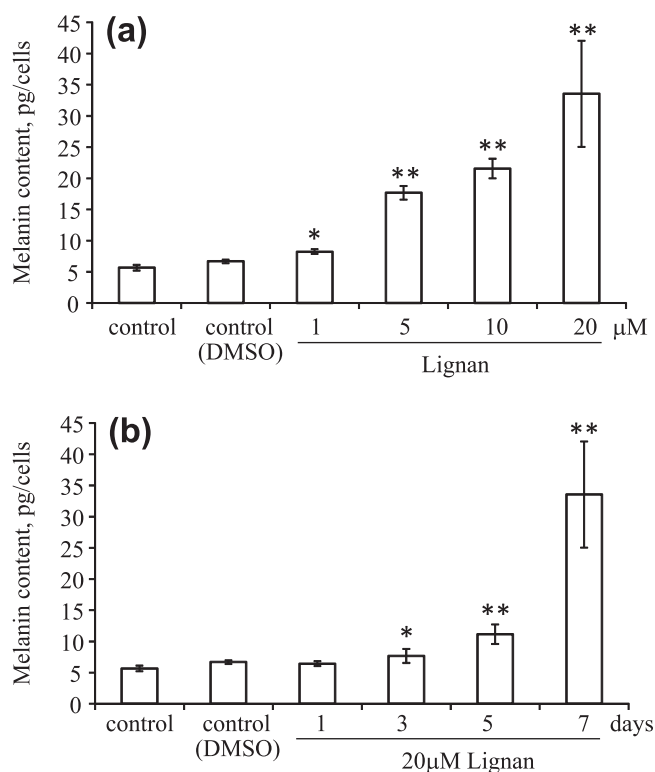 (a)
Melanin content, pg/cells
45
40
35
30
25
20
15
10
5
0
*
**
**
**
control
control
(DMSO)
1
5
10
20
µM
Lignan
(b)
Melanin content, pg/cells
45
40
35
30
25
20
15
10
5
0
*
**
**
control
control
(DMSO)
1
3
5
7
days
20µM Lignan